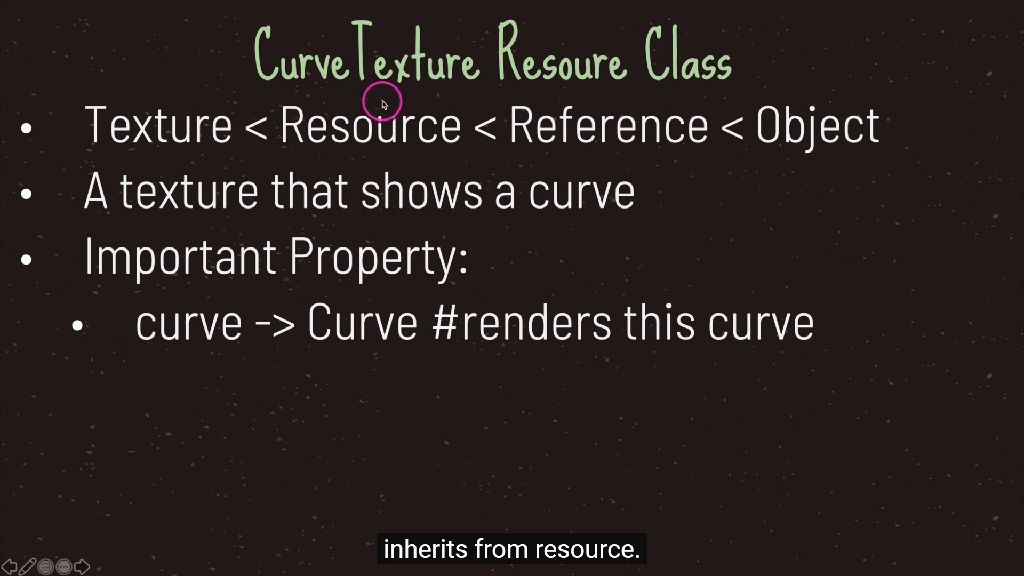 CurveTexture Resoure Class
• Texture < Resource < Reference < Object
• A texture that shows a curve
• Important Property:
• curve -> Curve #renders this curve
inherits from resource.